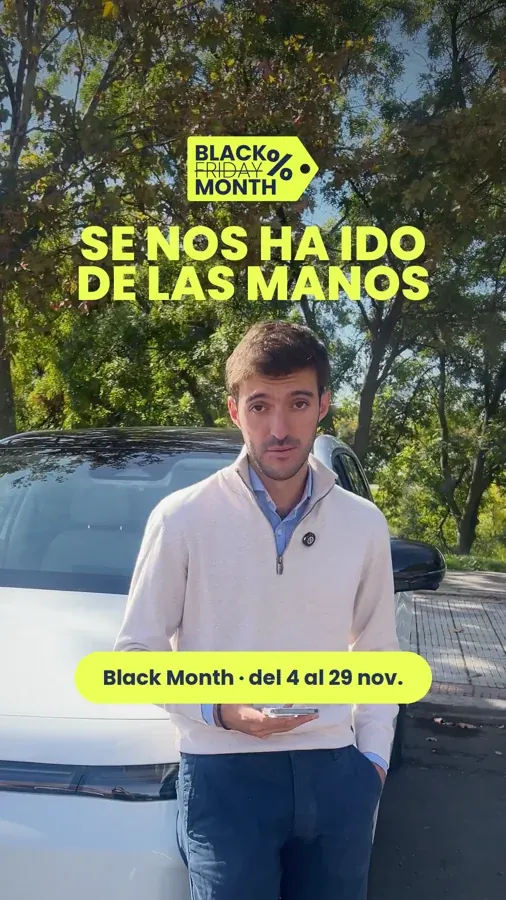 BLACK
FRIDAY
MONTH
%
SE NOS HA IDO
DE LAS MANOS
Black Month · del 4 al 29 nov.